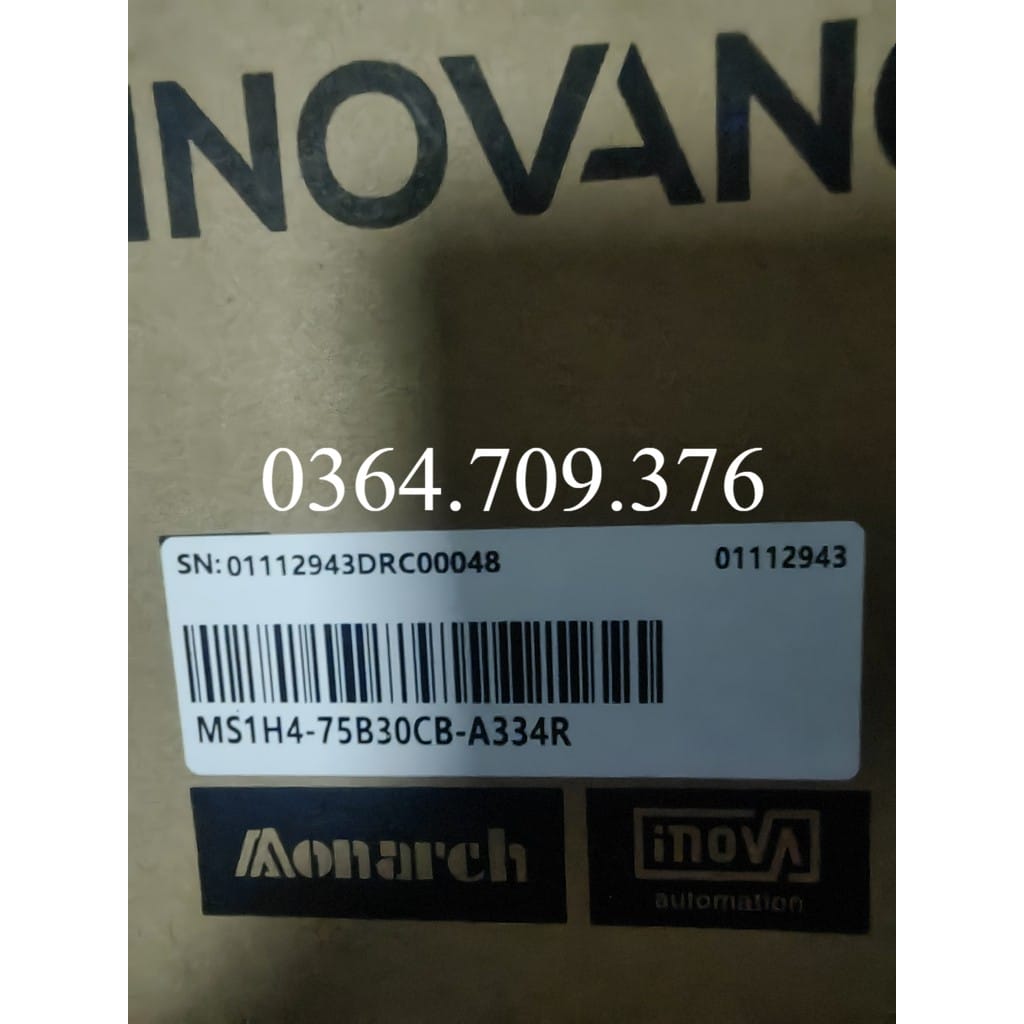 INOVANC
0364.709.376
SN: 01112943DRC00048 01112943
MS1H4-75B30CB-A334R
Monarch
inovA
automation